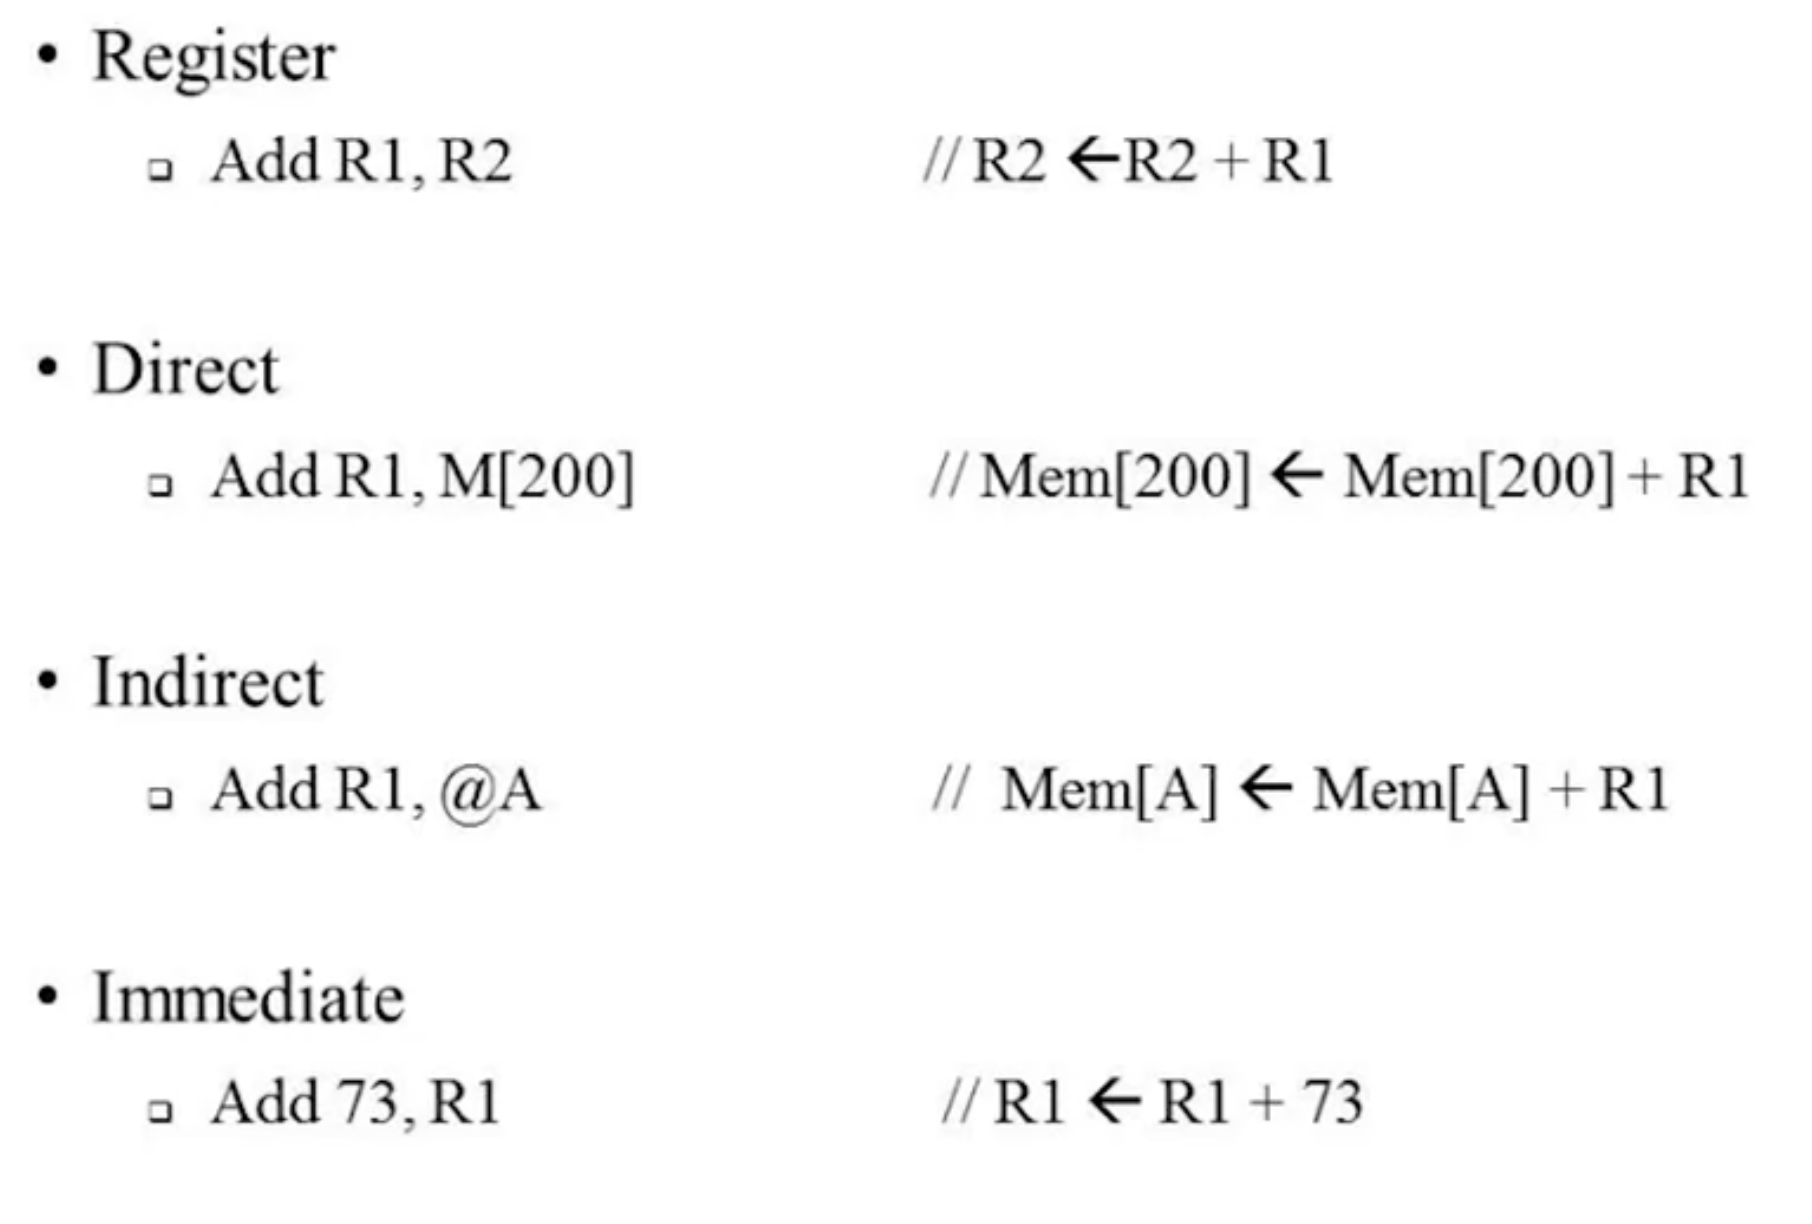 • Register
❑ Add R1, R2 // R2 ←R2 + R1
• Direct
❑ Add R1, M[200] // Mem[200] ← Mem[200] + R1
• Indirect
❑ Add R1, @A // Mem[A] ← Mem[A] + R1
• Immediate
❑ Add 73, R1 // R1 ← R1 + 73